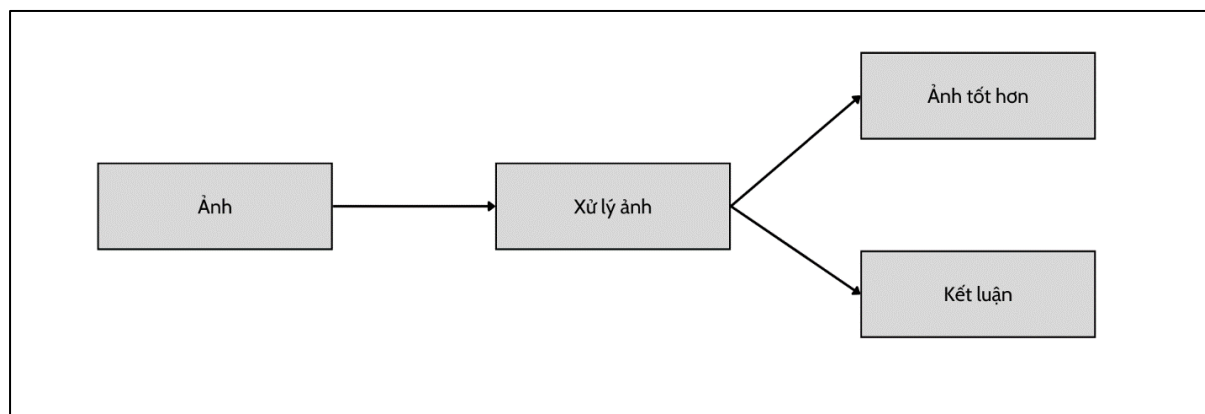 Ảnh
Xử lý ảnh
Ảnh tốt hơn
Kết luận